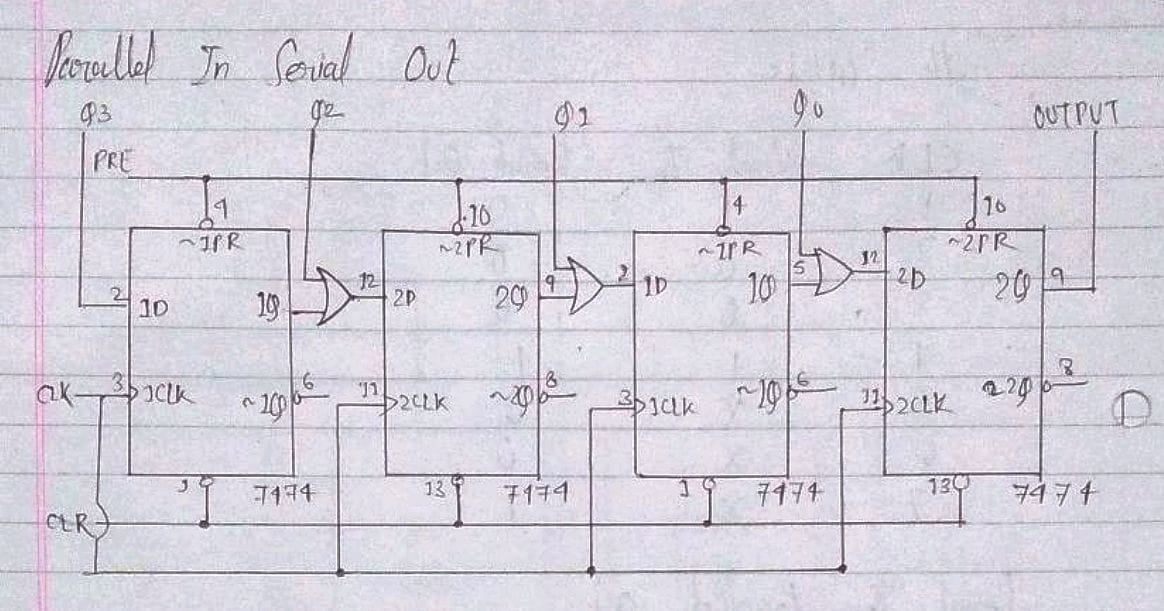 Parallel In Serial Out
Q3 Q2 Q1 Q0 OUTPUT
PRE
4 10 4 10
~1PR ~2PR ~1PR ~2PR
2 1D 1Q 12 2D 2Q 9 2 1D 1Q 5 12 2D 2Q 9
CLK 3 1CLK ~1Q 6 11 2CLK ~2Q 8 3 1CLK ~1Q 6 11 2CLK ~2Q 8
1 7474 13 7474 1 7474 13 7474
CLR